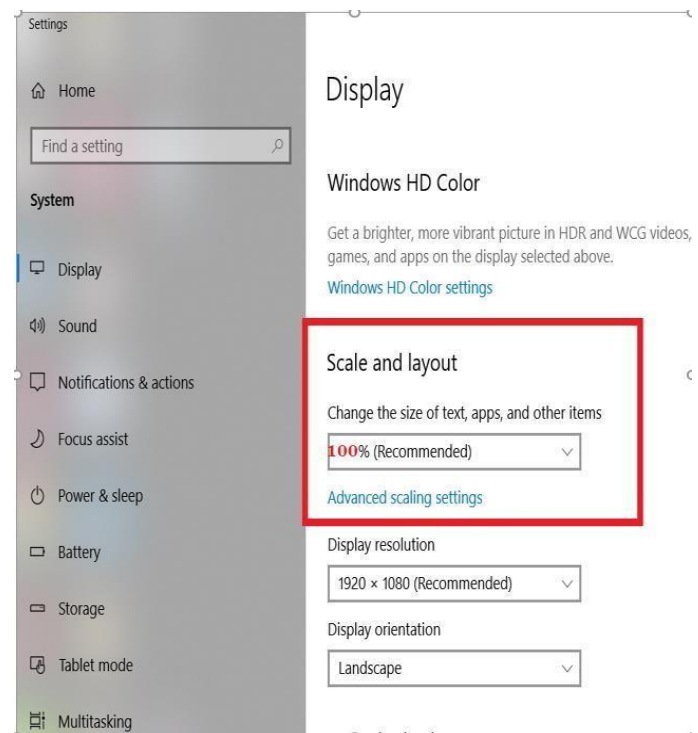 Settings
Home
Find a setting
System
Display
Sound
Notifications & actions
Focus assist
Power & sleep
Battery
Storage
Tablet mode
Multitasking
Display
Windows HD Color
Get a brighter, more vibrant picture in HDR and WCG videos,
games, and apps on the display selected above.
Windows HD Color settings
Scale and layout
Change the size of text, apps, and other items
100% (Recommended)
Advanced scaling settings
Display resolution
1920 × 1080 (Recommended)
Display orientation
Landscape